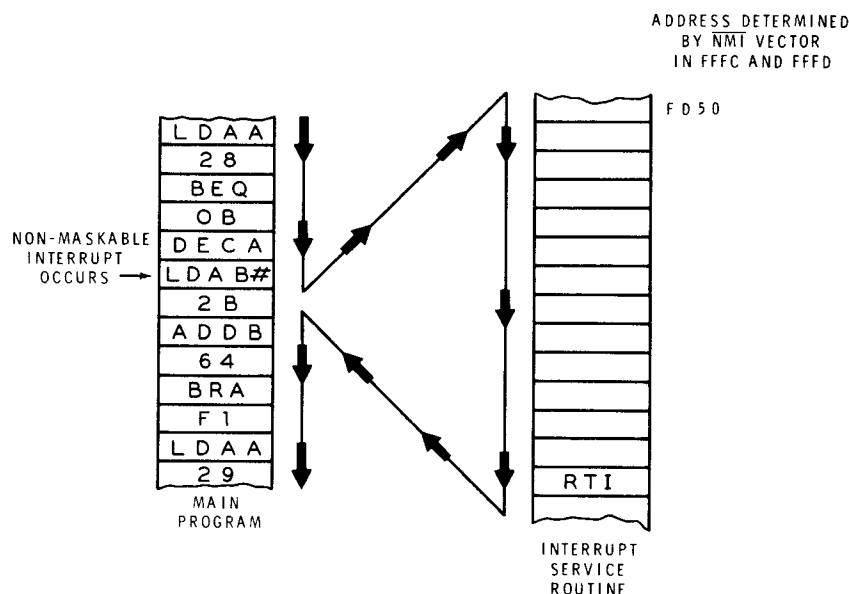 ADDRESS DETERMINED
BY NMI VECTOR
IN FFFC AND FFFD
FD50
LDAA
28
BEQ
OB
DECA
NON-MASKABLE
INTERRUPT
OCCURS
LDAB#
2B
ADDB
64
BRA
F1
LDAA
29
MAIN
PROGRAM
RTI
INTERRUPT
SERVICE
ROUTINE